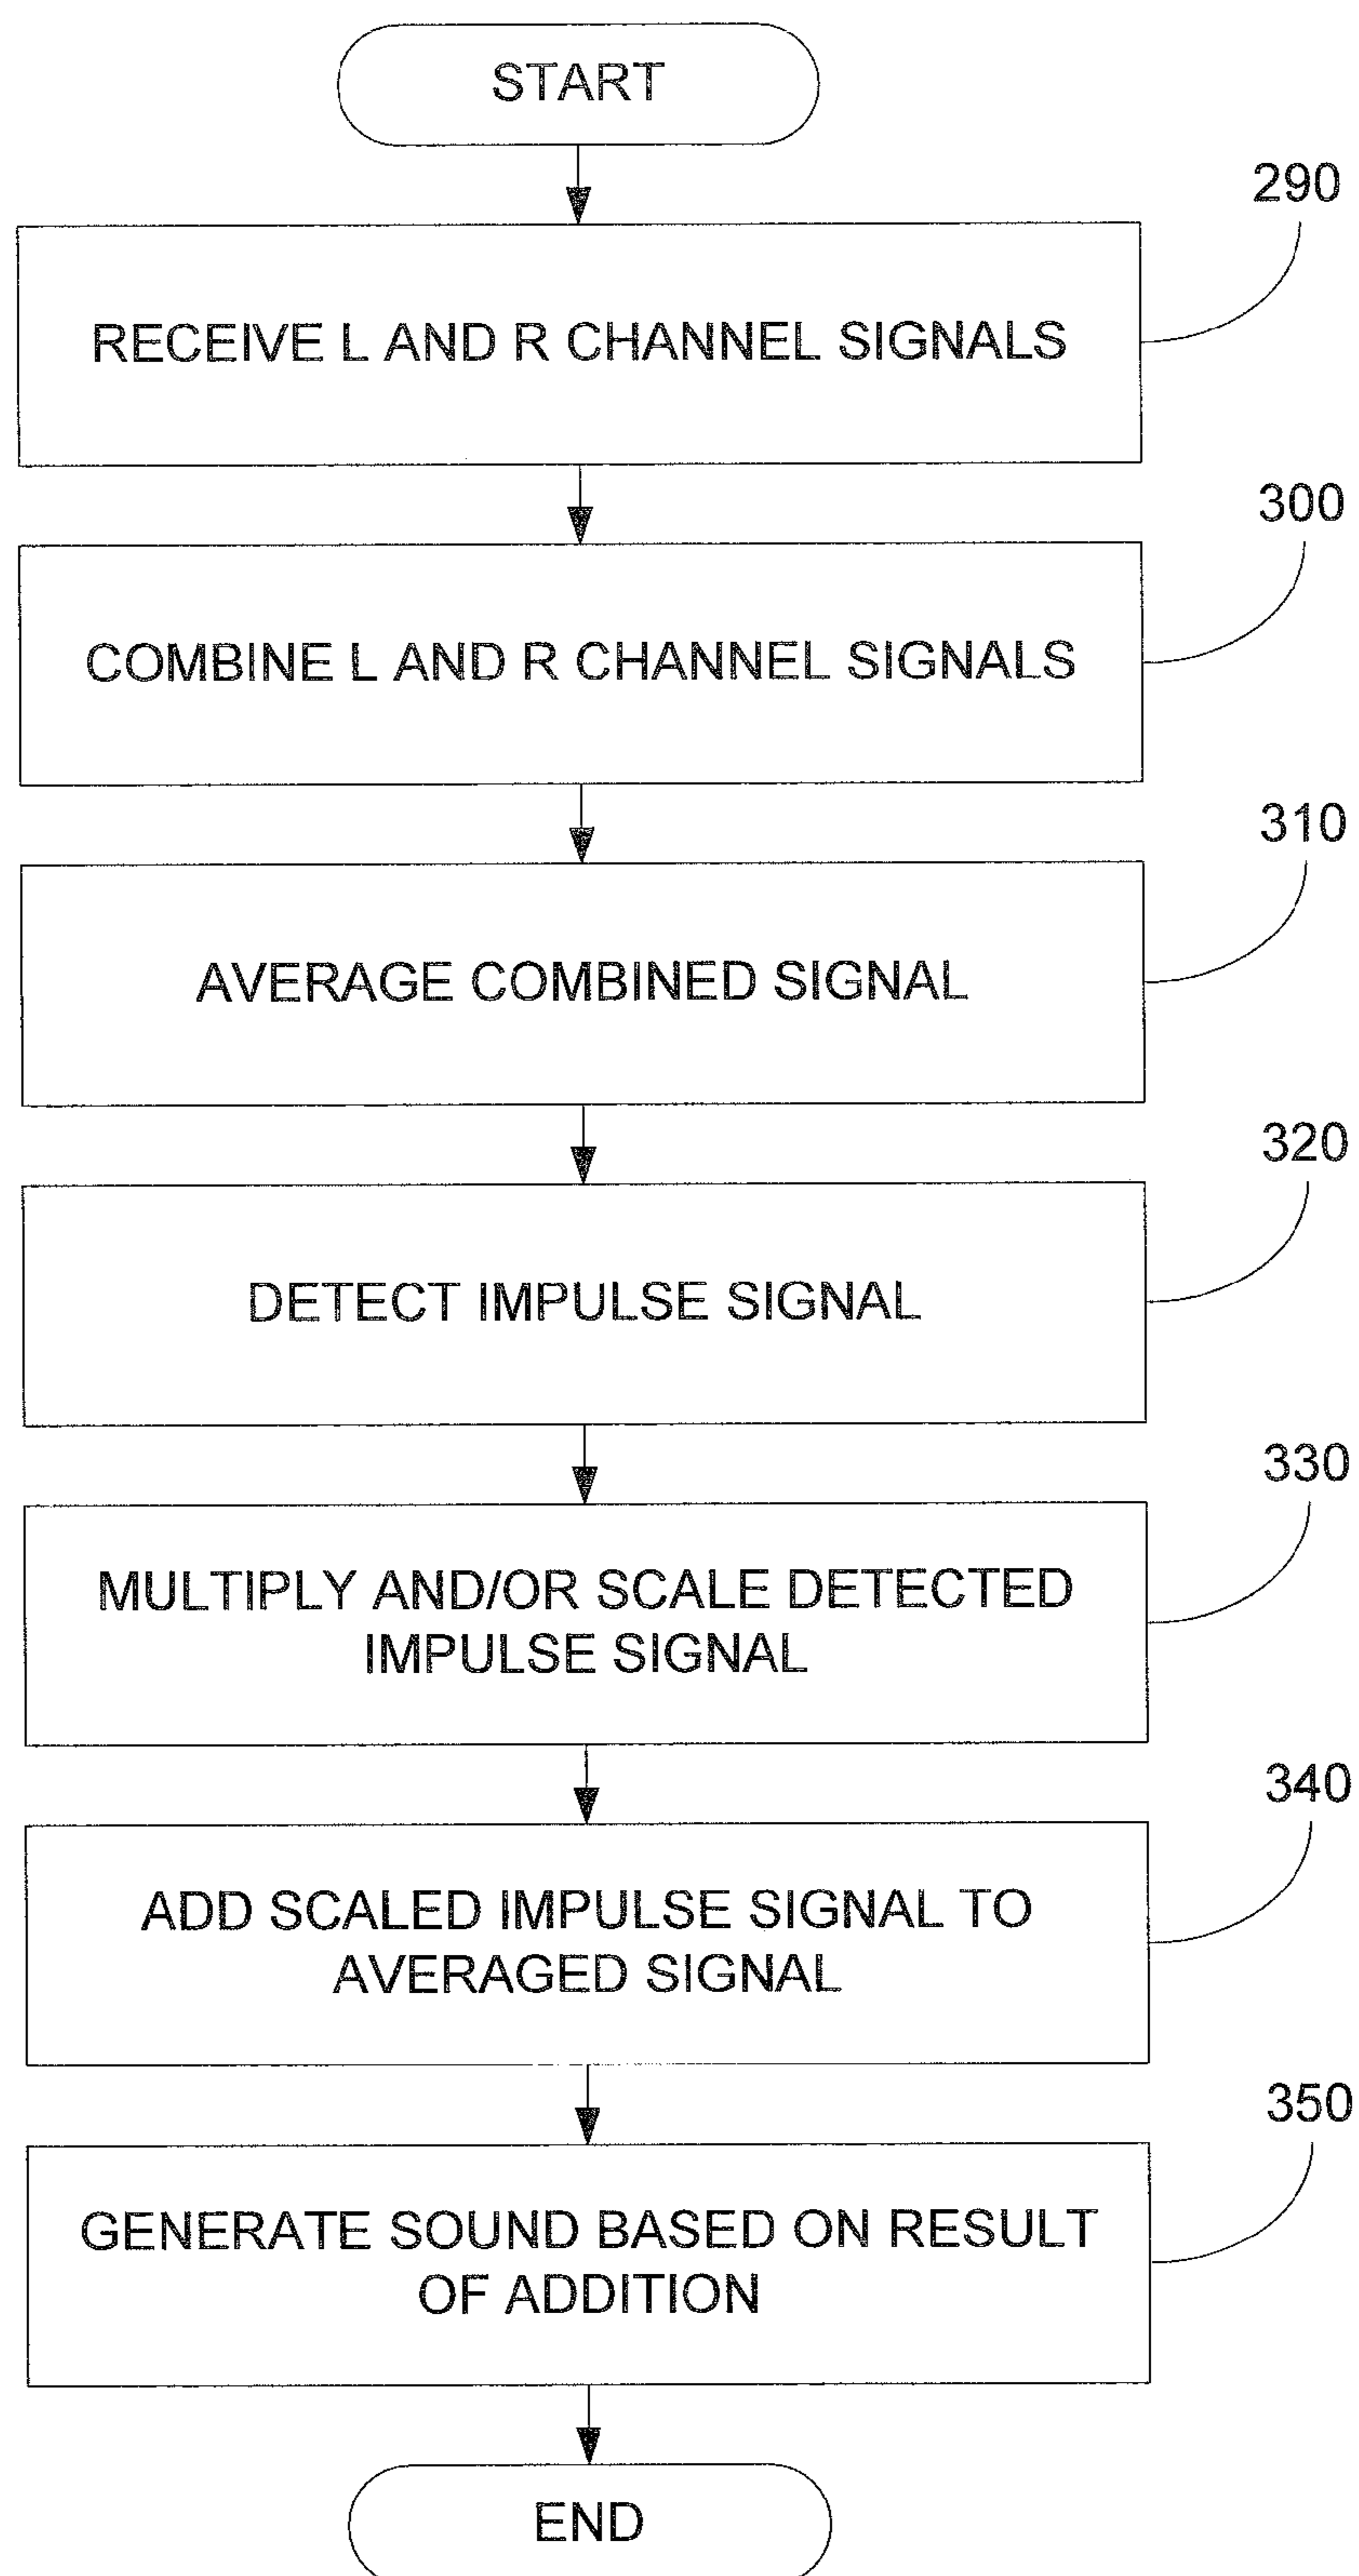 START
290
RECEIVE L AND R CHANNEL SIGNALS
300
COMBINE L AND R CHANNEL SIGNALS
310
AVERAGE COMBINED SIGNAL
320
DETECT IMPULSE SIGNAL
330
MULTIPLY AND/OR SCALE DETECTED
IMPULSE SIGNAL
340
ADD SCALED IMPULSE SIGNAL TO
AVERAGED SIGNAL
350
GENERATE SOUND BASED ON RESULT
OF ADDITION
END